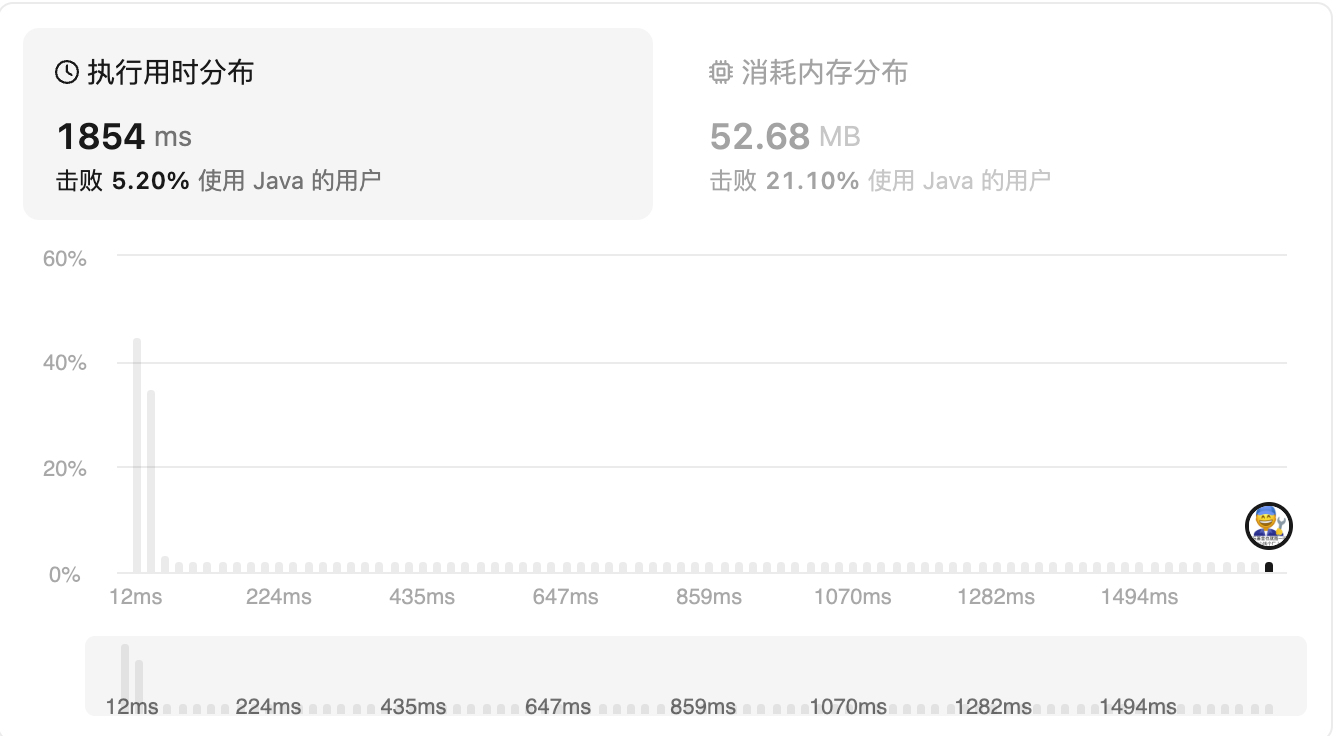 执行用时分布
1854 ms
击败 5.20% 使用 Java 的用户
消耗内存分布
52.68 MB
击败 21.10% 使用 Java 的用户
60%
40%
20%
0%
12ms 224ms 435ms 647ms 859ms 1070ms 1282ms 1494ms
12ms 224ms 435ms 647ms 859ms 1070ms 1282ms 1494ms